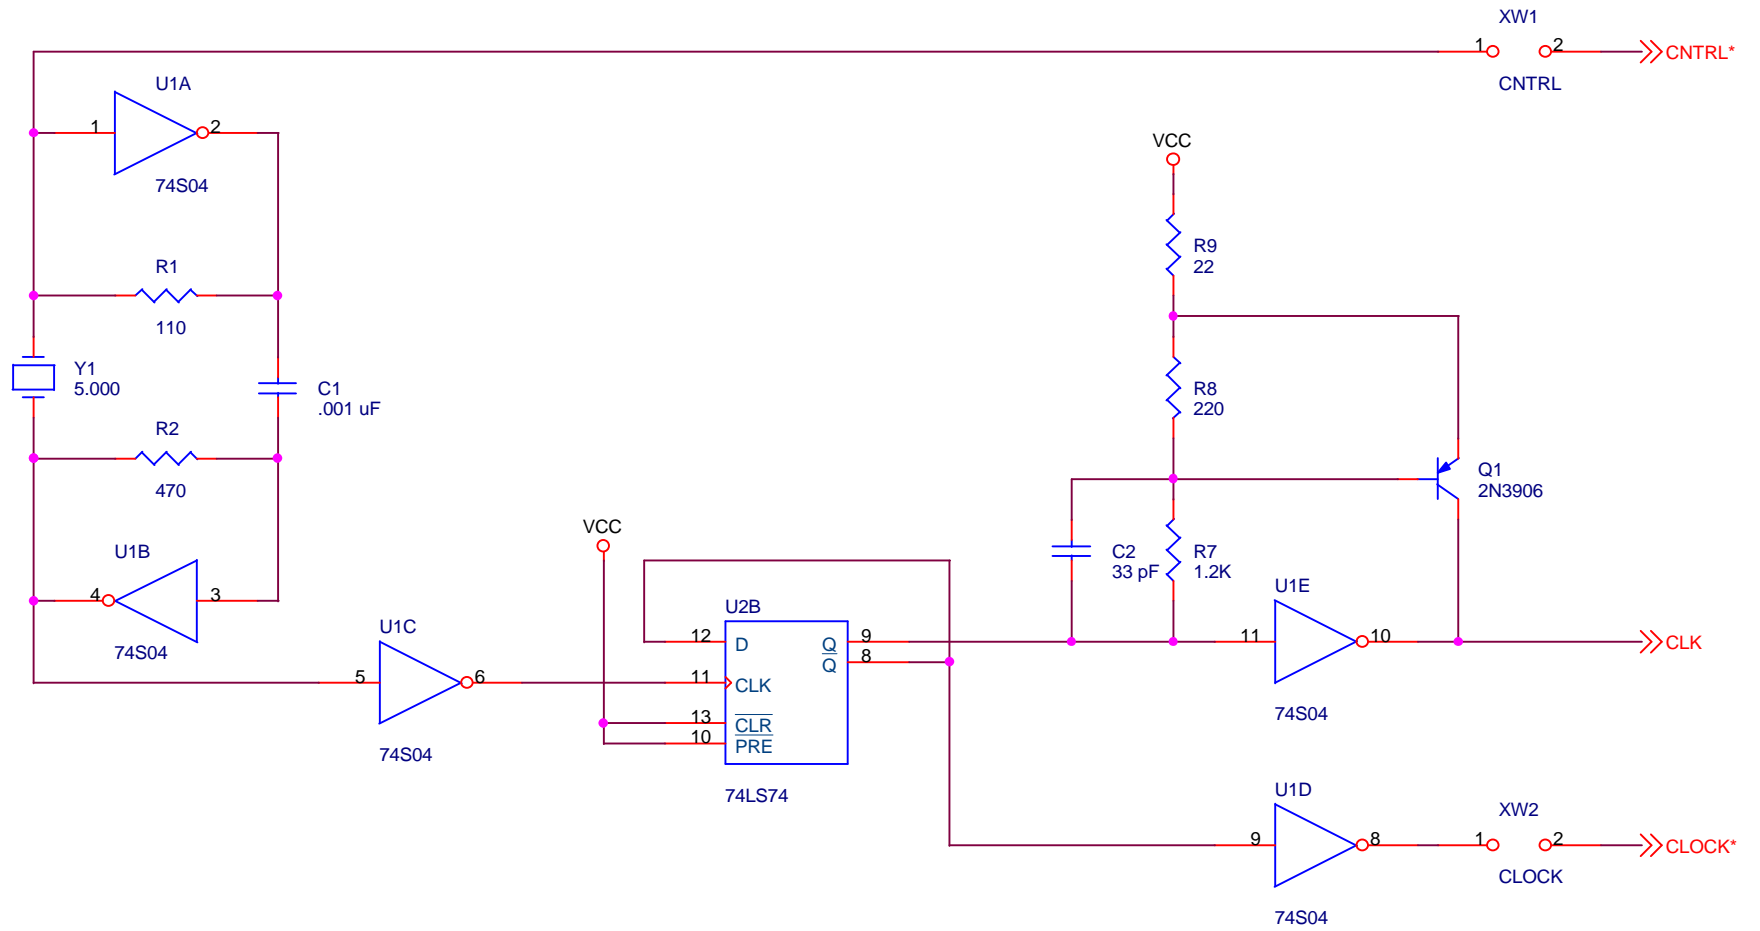 XW1
1
2
CNTRL*
CNTRL
U1A
1
2
74S04
VCC
R9
22
R1
110
Y1
5.000
C1
.001 uF
R8
220
R2
470
Q1
2N3906
VCC
U1B
4
3
74S04
C2
33 pF
R7
1.2K
U1E
11
10
CLK
74S04
U1C
5
6
74S04
U2B
12
D
Q
9
Q
8
11
CLK
13
CLR
10
PRE
74LS74
U1D
9
8
74S04
XW2
1
2
CLOCK*
CLOCK